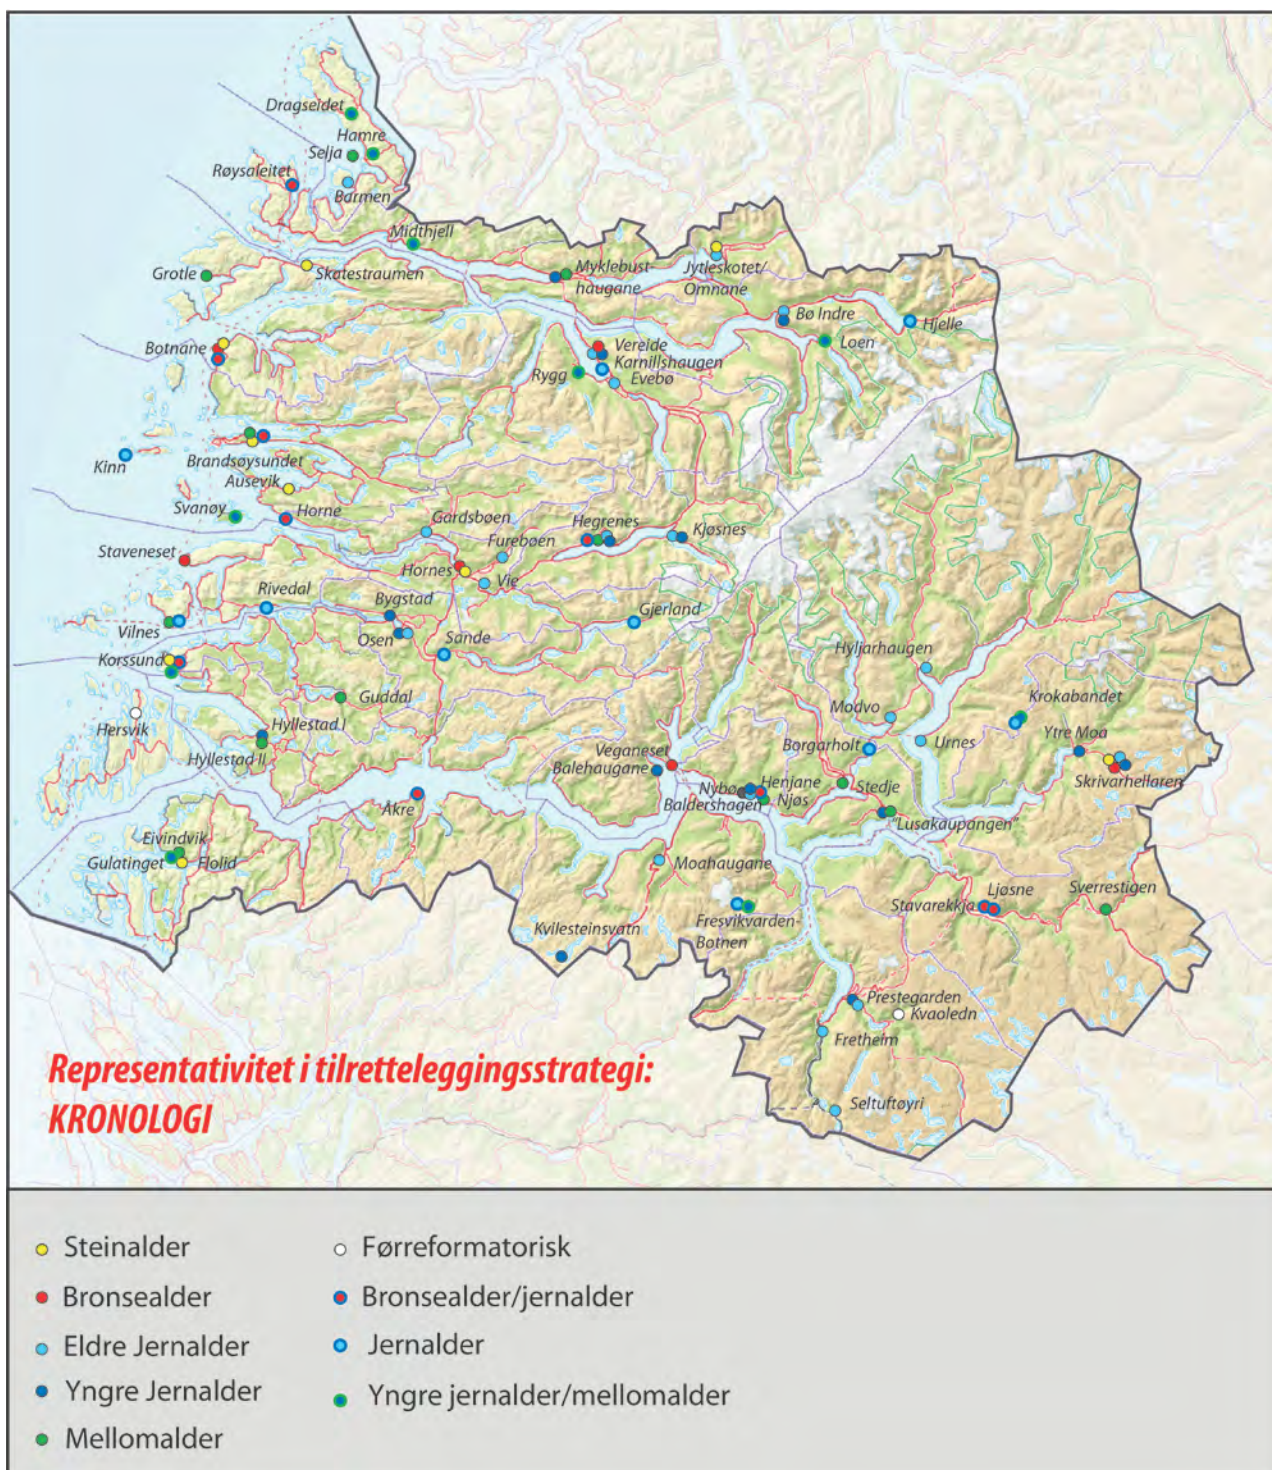 Dragseidet
Hamre
Selja
Røysaleitet
Barmen
Midthjell
Grotle
Skatestraumen
Myklebust-
haugane
Jytleskotet/
Omnane
Bø Indre
Hjelle
Loen
Botnane
Vereide
Karnillshaugen
Rygg
Evebø
Kinn
Brandsøysundet
Ausevik
Svanøy
Horne
Gardsbøen
Hegrenes
Kjøsnes
Furebøen
Staveneset
Hornes
Vie
Rivedal
Bygstad
Gjerland
Vilnes
Osen
Sande
Korssund
Hyljarhaugen
Guddal
Krokabandet
Hersvik
Modvo
Hyllestad I
Urnes
Ytre Moa
Veganeset
Borgarholt
Hyllestad II
Balehaugane
Skrivarhellaren
Nybø
Henjane
Stedje
Åkre
Baldershagen
Njøs
"Lusakaupangen"
Eivindvik
Gulatinget
Flolid
Moahaugane
Ljøsne
Sverrestigen
Stavarekkja
Fresvikvarden-
Botnen
Kvilesteinsvatn
Prestegarden
Kvaoledn
Fretheim
Seltuftøyri
Representativitet i tilretteleggingsstrategi:
KRONOLOGI
Steinalder
Bronsealder
Eldre Jernalder
Yngre Jernalder
Mellomalder
Førreformatorisk
Bronsealder/jernalder
Jernalder
Yngre jernalder/mellomalder